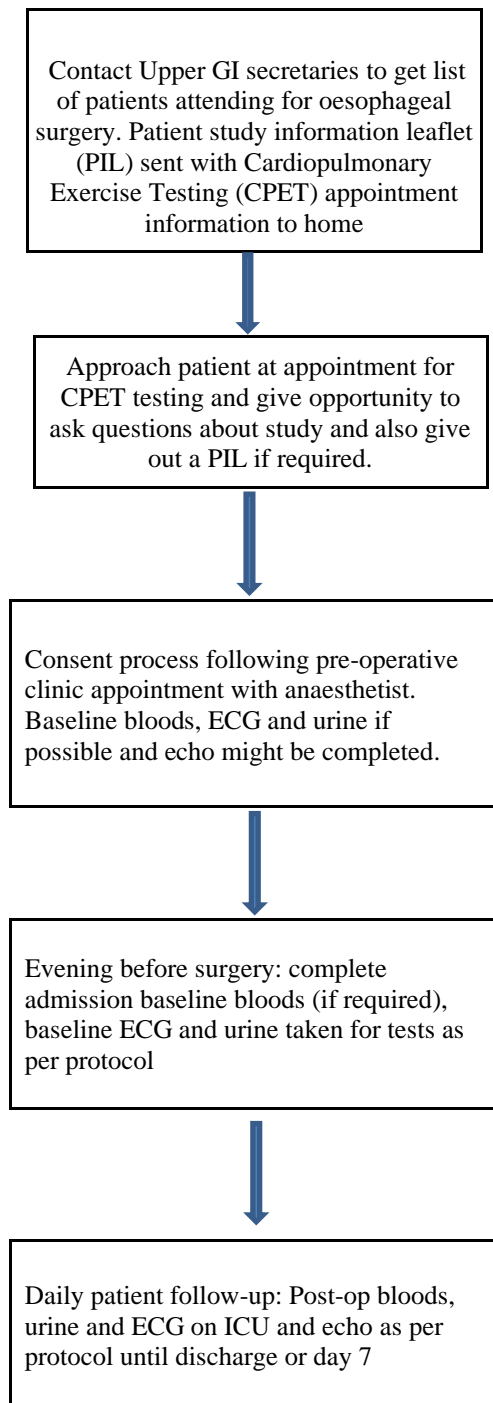 Contact Upper GI secretaries to get list
of patients attending for oesophageal
surgery. Patient study information leaflet
(PIL) sent with Cardiopulmonary
Exercise Testing (CPET) appointment
information to home
Approach patient at appointment for
CPET testing and give opportunity to
ask questions about study and also give
out a PIL if required.
Consent process following pre-operative
clinic appointment with anaesthetist.
Baseline bloods, ECG and urine if
possible and echo might be completed.
Evening before surgery: complete
admission baseline bloods (if required),
baseline ECG and urine taken for tests as
per protocol
Daily patient follow-up: Post-op bloods,
urine and ECG on ICU and echo as per
protocol until discharge or day 7